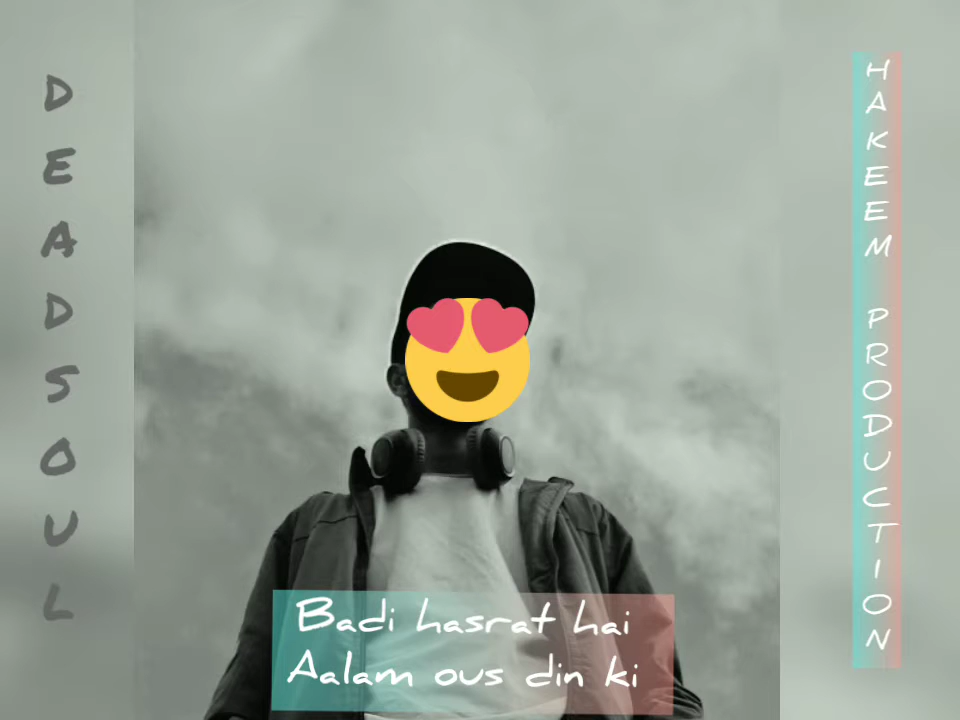 DEADSOUL
HAKEEM PRODUCTION
Badi hasrat hai
Aalam ous din ki